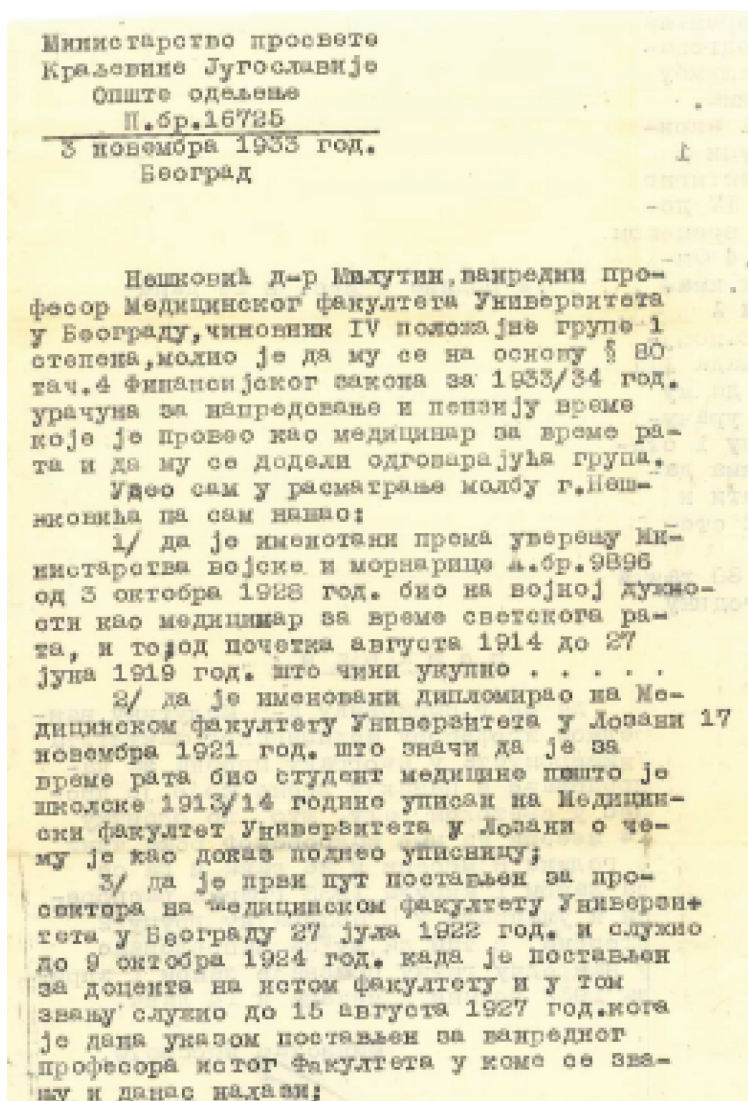 Министарство просвете
Краљевине Југославије
Опште одељење
П.бр.16725
3 новембра 1933 год.
Београд
Нешковић д-р Милутин,ванредни про-
фесор Медицинског факултета Универзитета
у Београду,чиновник IV положајне групе 1
степена,молио је да му се на основу § 80
тач.4 Финансијског закона за 1933/34 год.
урачуна за напредовање и пензију време
које је провео као медицинар за време ра-
та и да му се додели одговарајућа група.
Узео сам у расматрање молбу г.Неш-
ковића па сам нашао:
1/ да је именотани према уверењу Ми-
нистарства војске и морнарице А.бр.9896
од 3 октобра 1928 год. био на војној дужно-
сти као медицинар за време светскога ра-
та, и то;од почетка августа 1914 до 27
јуна 1919 год. што чини укупно . . . . .
2/ да је именовани дипломирао на Ме-
дицинском факултету Универзитета у Лозани 17
новембра 1921 год. што значи да је за
време рата био студент медицине пошто је
школске 1913/14 године уписан на Медицин-
ски факултет Универзитета у Лозани о че-
му је као доказ поднео уписницу;
3/ да је први пут постављен за про-
сектора на медицинском факултету Универзи-
тета у Београду 27 јула 1922 год. и служио
до 9 октобра 1924 год. када је постављен
за доцента на истом факултету и у том
звању служио до 15 августа 1927 год.кога
је дана указом постављен за ванредног
професора истог Факултета у коме се зва-
њу и данас налази;